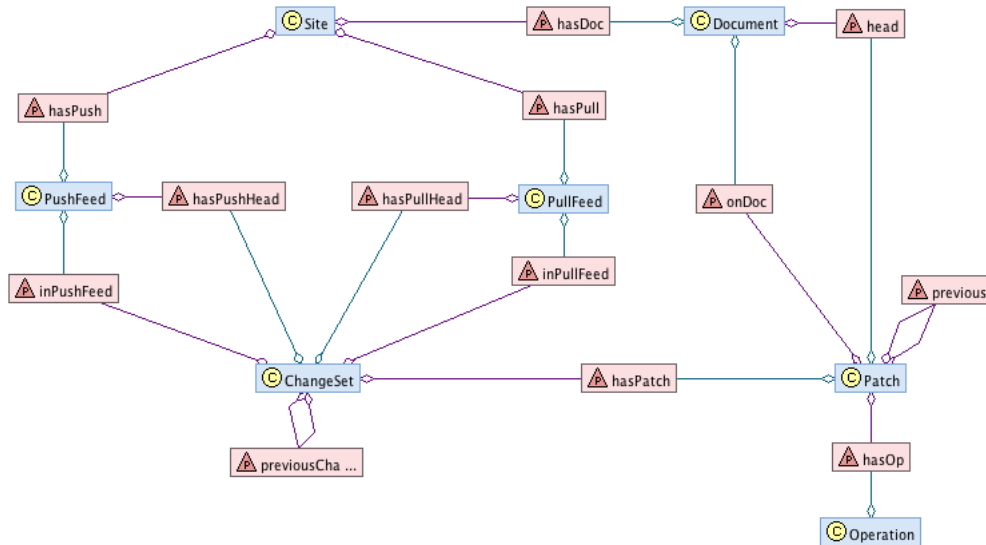 C Site
P hasDoc
C Document
P head
P hasPush
P hasPull
C PushFeed
P hasPushHead
P hasPullHead
C PullFeed
P onDoc
P inPushFeed
P inPullFeed
P previous
C ChangeSet
P hasPatch
C Patch
P previousCha ...
P hasOp
C Operation